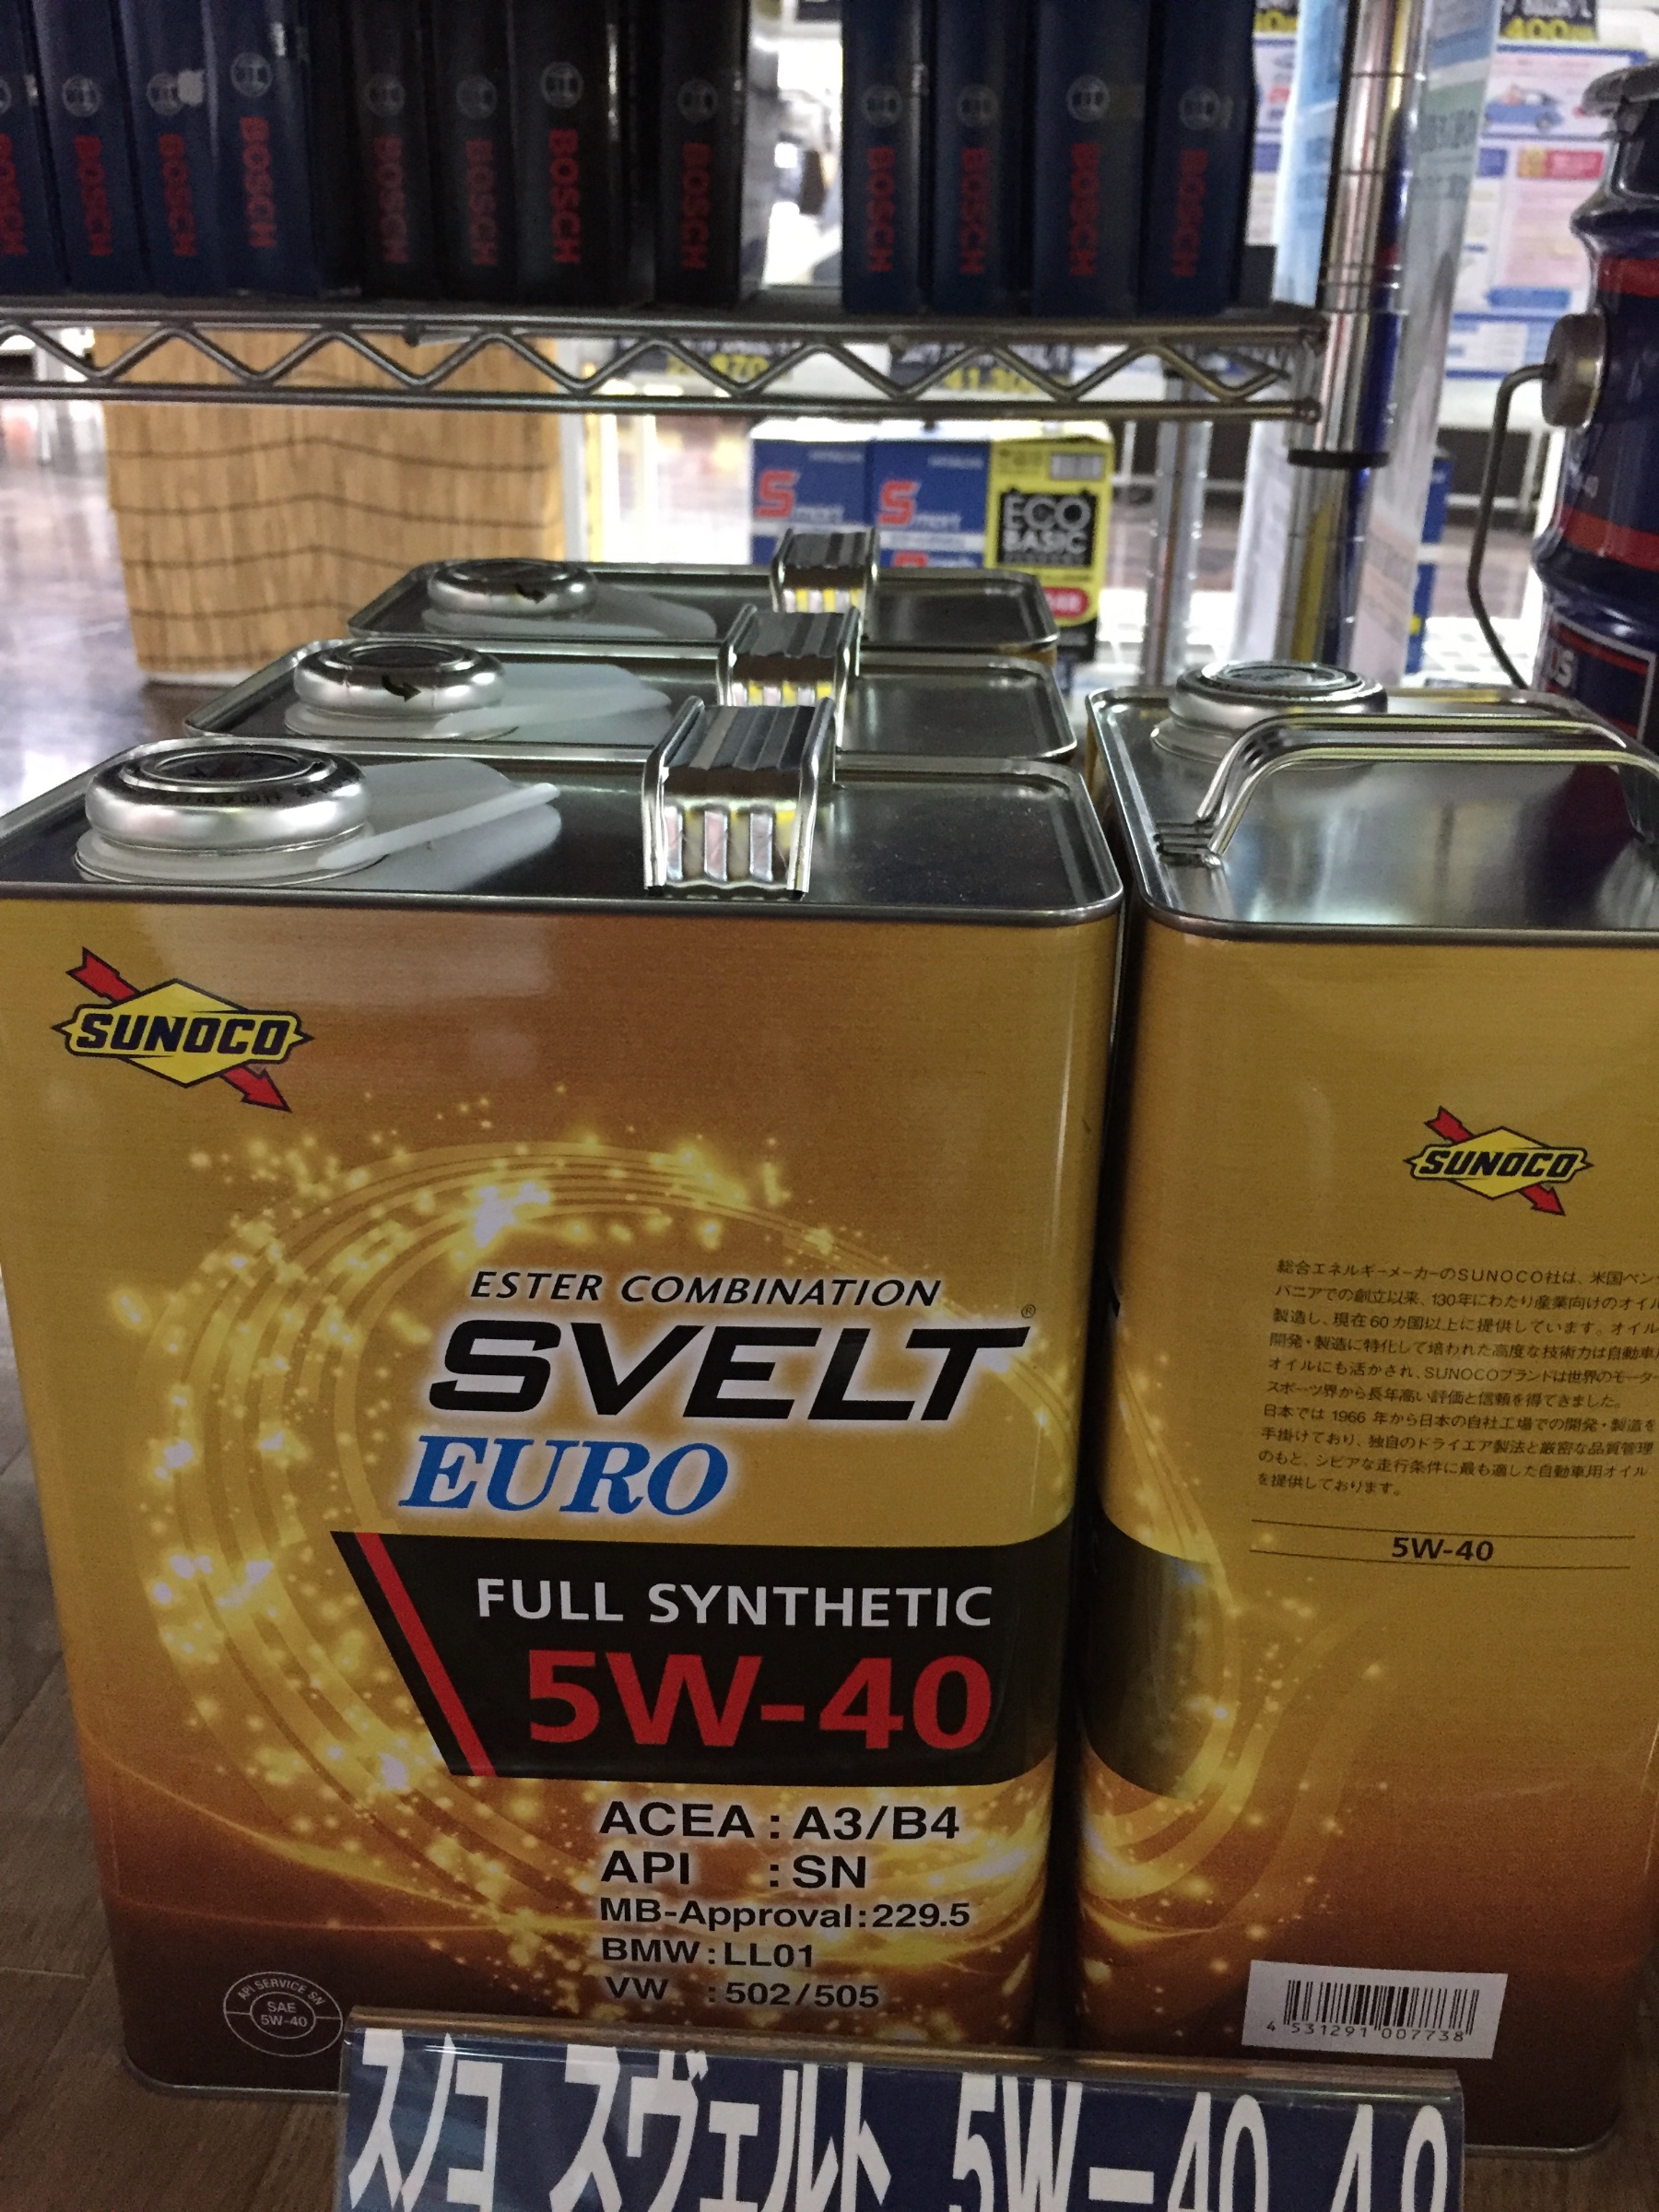 BOSCH
BOSCH
BOSCH
BOSCH
BOSCH
BOSCH
BOSCH
BOSCH
BOSCH
BOSCH
BOSCH
BOSCH
400
Smart
Smart
ECO
BASIC
SUNOCO
ESTER COMBINATION
SVELT®
EURO
FULL SYNTHETIC
5W-40
ACEA : A3/B4
API : SN
MB-Approval:229.5
BMW : LL01
VW : 502/505
API SERVICE SN
SAE
5W-40
SUNOCO
総合エネルギーメーカーのSUNOCO社は、米国ペン
バニアでの創立以来、130年にわたり産業向けのオイル
製造し、現在60カ国以上に提供しています。オイル
開発・製造に特化して培われた高度な技術力は自動車
オイルにも活かされ、SUNOCOブランドは世界のモーター
スポーツ界から長年高い評価と信頼を得てきました。
日本では 1966 年から日本の自社工場での開発・製造を
手掛けており、独自のドライエア製法と厳密な品質管理
のもと、シビアな走行条件に最も適した自動車用オイル
を提供しております。
5W-40
4 531291 007738
スノコ スヴェルト 5W-40 4ℓ